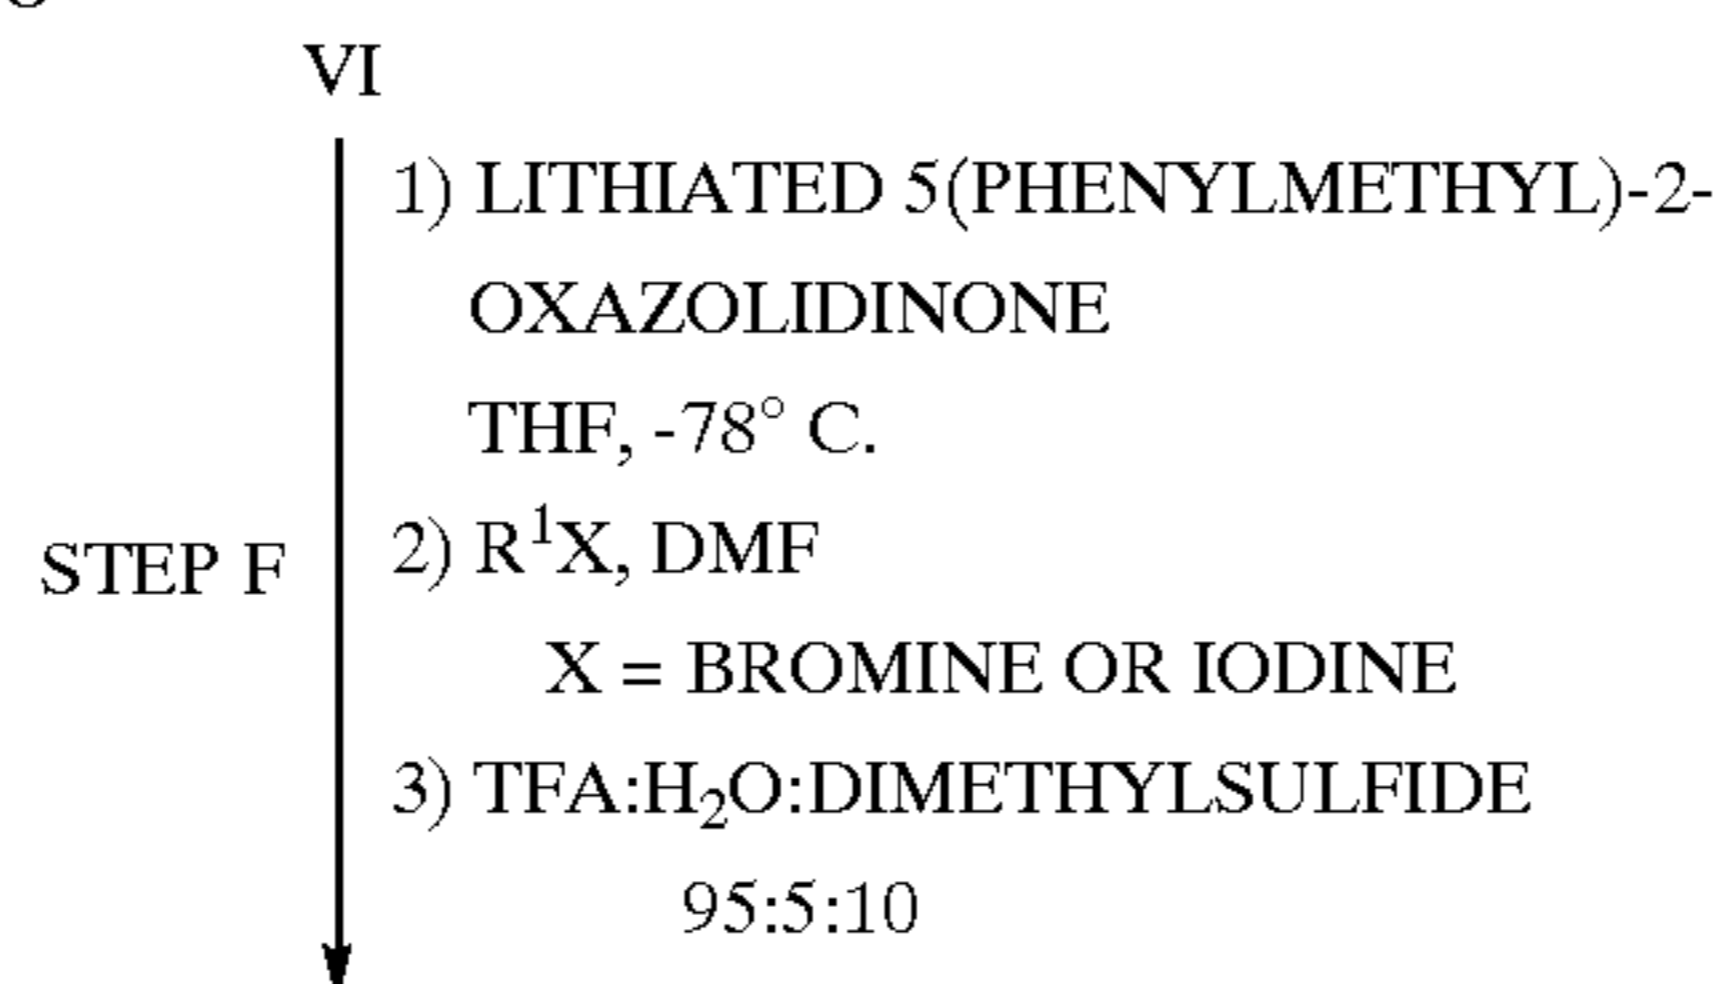 VI
1) LITHIATED 5(PHENYLMETHYL)-2-
OXAZOLIDINONE
THF, -78° C.
STEP F
2) R¹X, DMF
X = BROMINE OR IODINE
3) TFA:H₂O:DIMETHYLSULFIDE
95:5:10